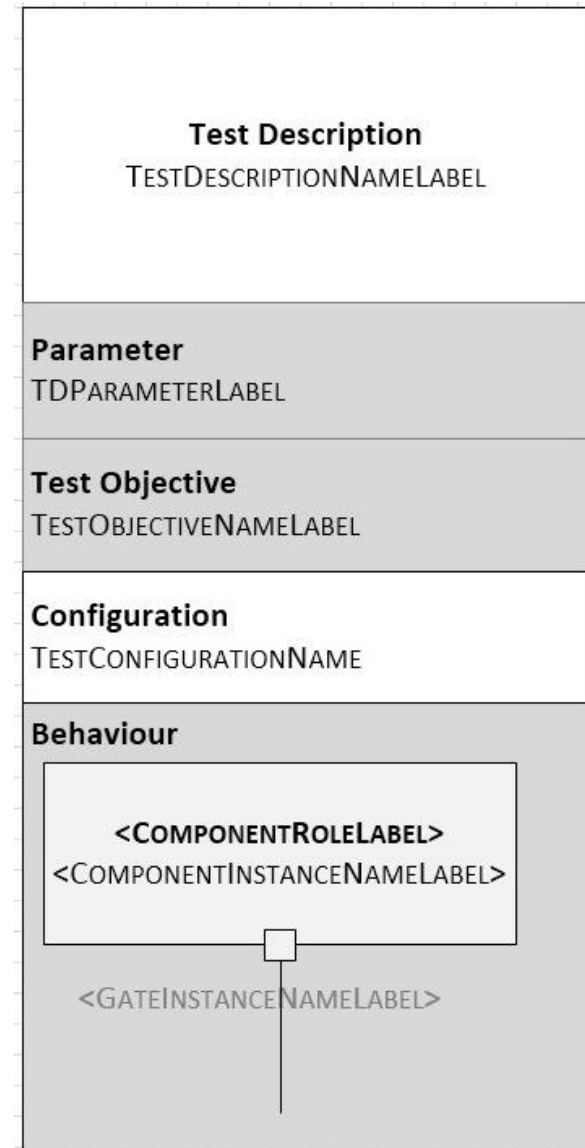 Test Description
TESTDESCRIPTIONNAMELABEL
Parameter
TDPARAMETERLABEL
Test Objective
TESTOBJECTIVENAMELABEL
Configuration
TESTCONFIGURATIONNAME
Behaviour
<COMPONENTROLELABEL>
<COMPONENTINSTANCENAMELABEL>
<GATEINSTANCENAMELABEL>